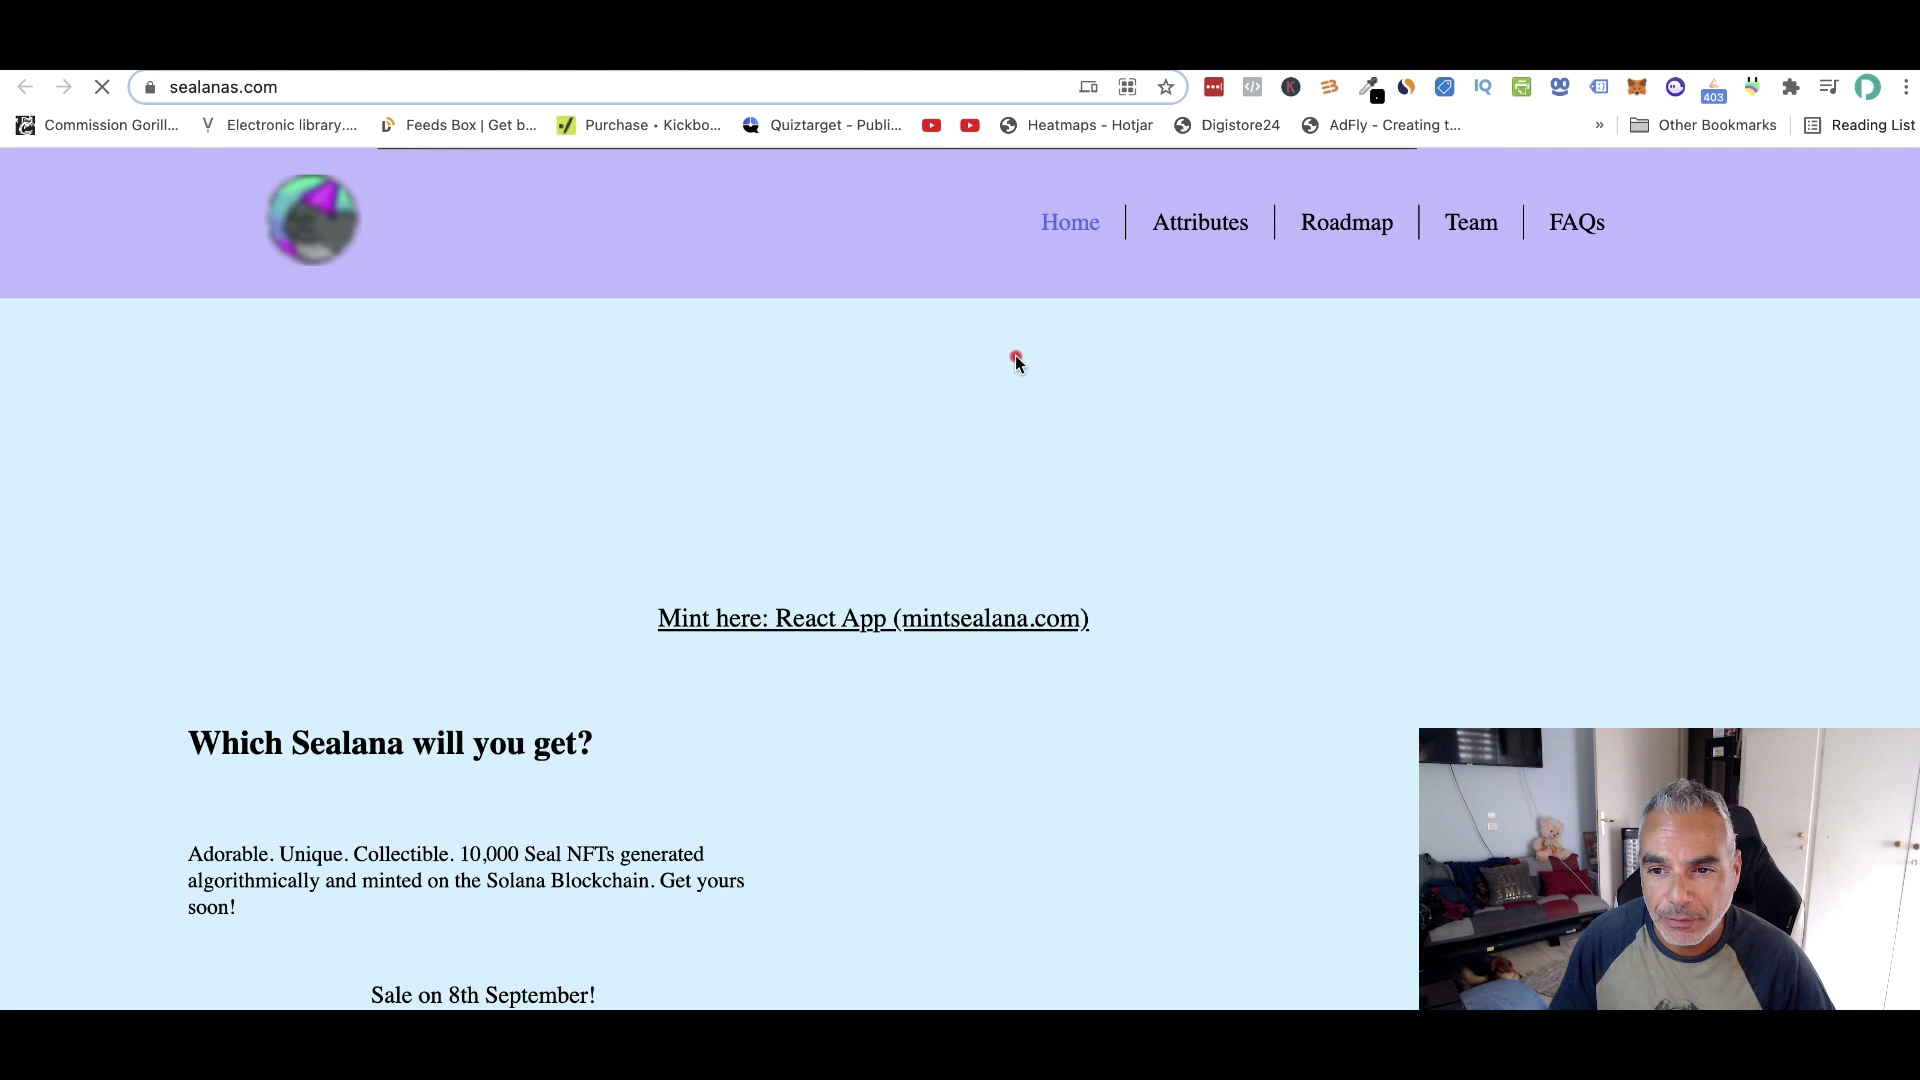 sealanas.com
403
Commission Gorill...
Electronic library....
Feeds Box | Get b...
Purchase • Kickbo...
Quiztarget - Publi...
Heatmaps - Hotjar
Digistore24
AdFly - Creating t...
»
Other Bookmarks
Reading List
Home
Attributes
Roadmap
Team
FAQs
Mint here: React App (mintsealana.com)
Which Sealana will you get?
Adorable. Unique. Collectible. 10,000 Seal NFTs generated
algorithmically and minted on the Solana Blockchain. Get yours
soon!
Sale on 8th September!